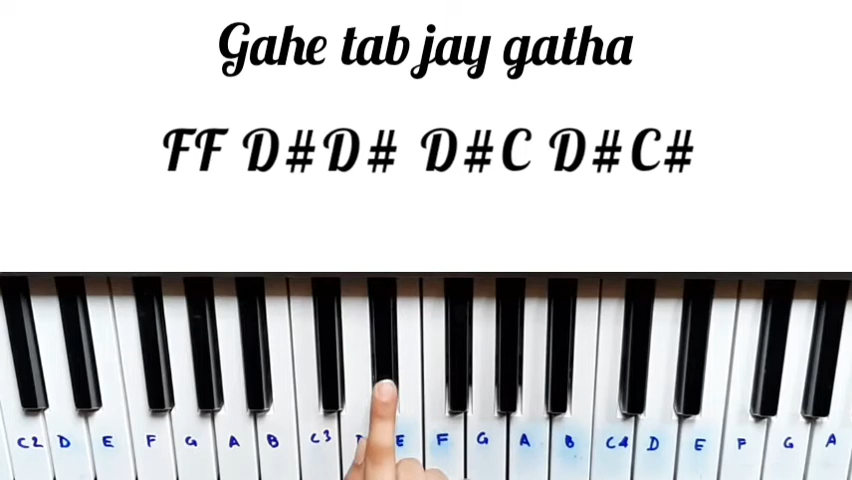 Gahe tab jay gatha
FF D#D# D#C D#C#
C2 D E F G A B C3 E F G A B C4 D E F G A